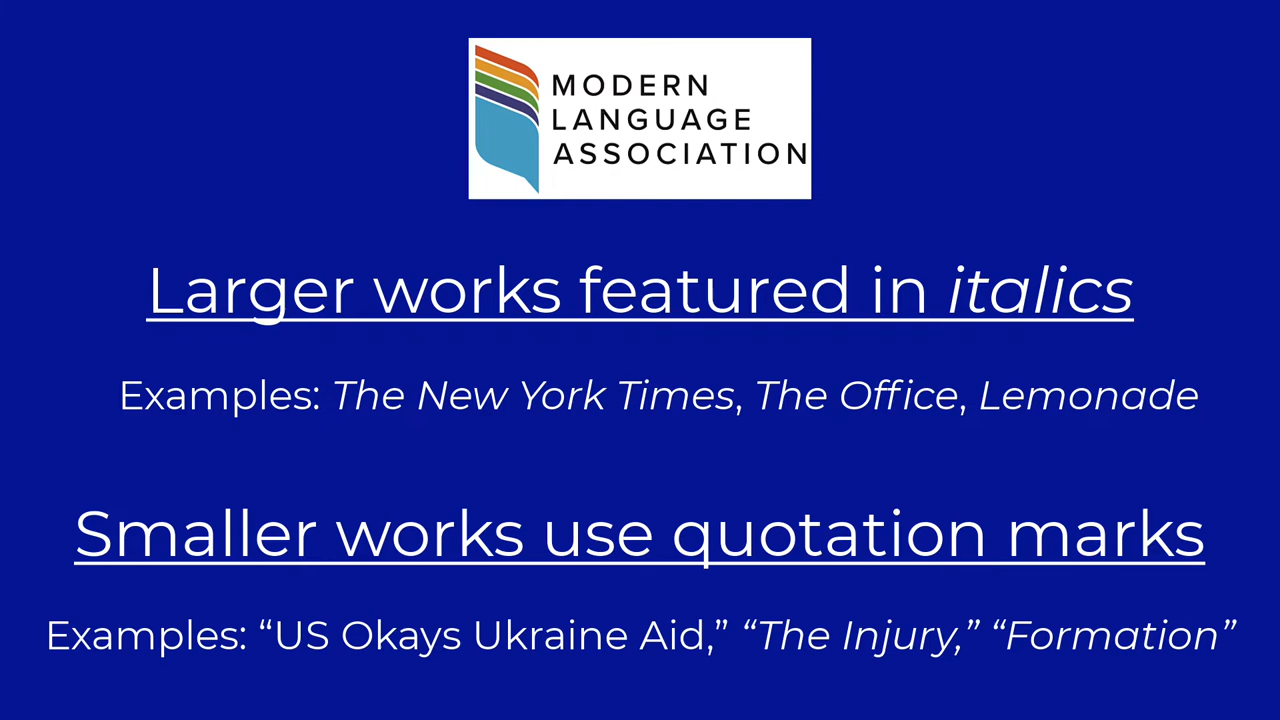 MODERN
LANGUAGE
ASSOCIATION
Larger works featured in italics
Examples: The New York Times, The Office, Lemonade
Smaller works use quotation marks
Examples: “US Okays Ukraine Aid,” “The Injury,” “Formation”